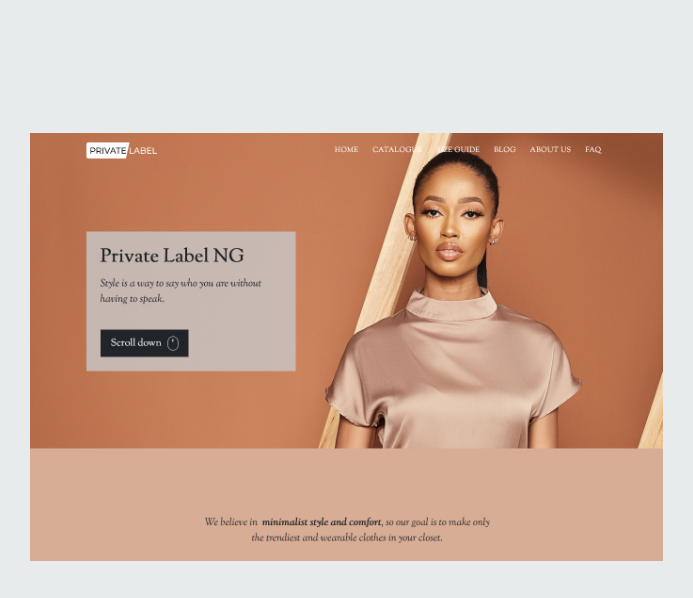 PRIVATE LABEL
HOME CATALOGUE GUIDE BLOG ABOUT US FAQ
Private Label NG
Style is a way to say who you are without
having to speak.
Scroll down
We believe in minimalist style and comfort, so our goal is to make only
the trendiest and wearable clothes in your closet.